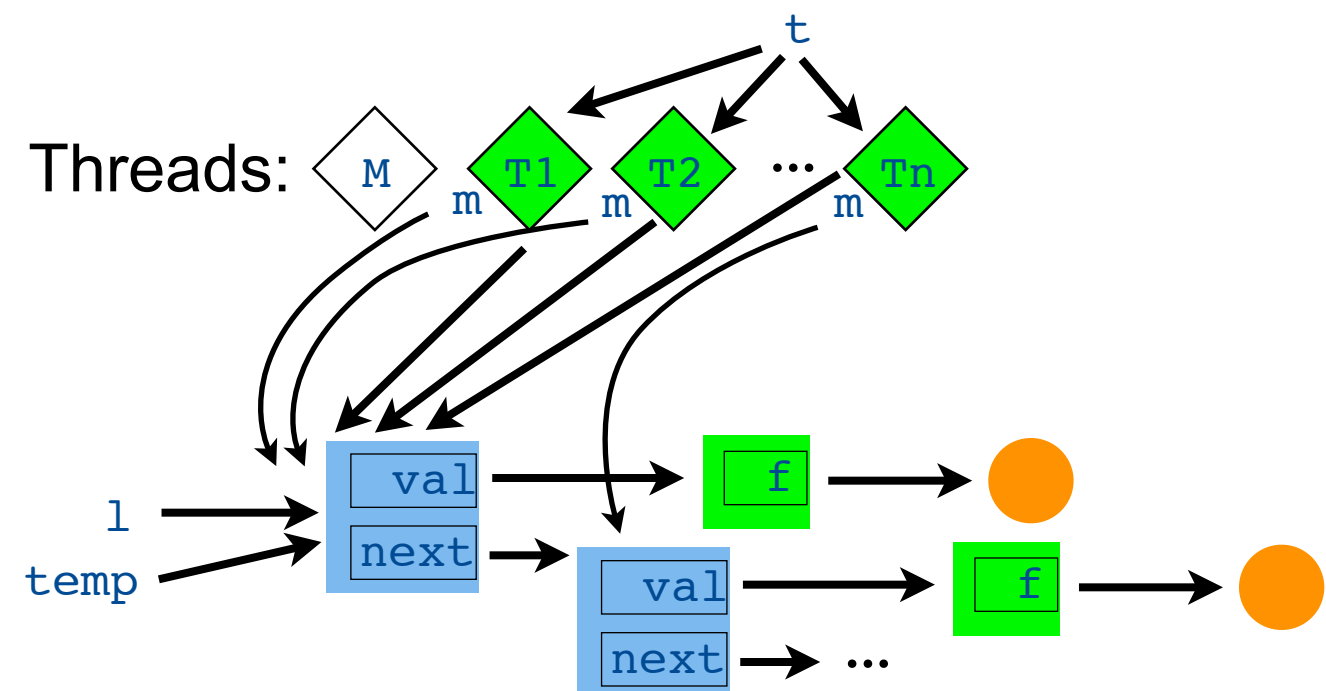 t
Threads: M m T1 m T2 ... m Tn
val f
l
next
temp
val f
next ...